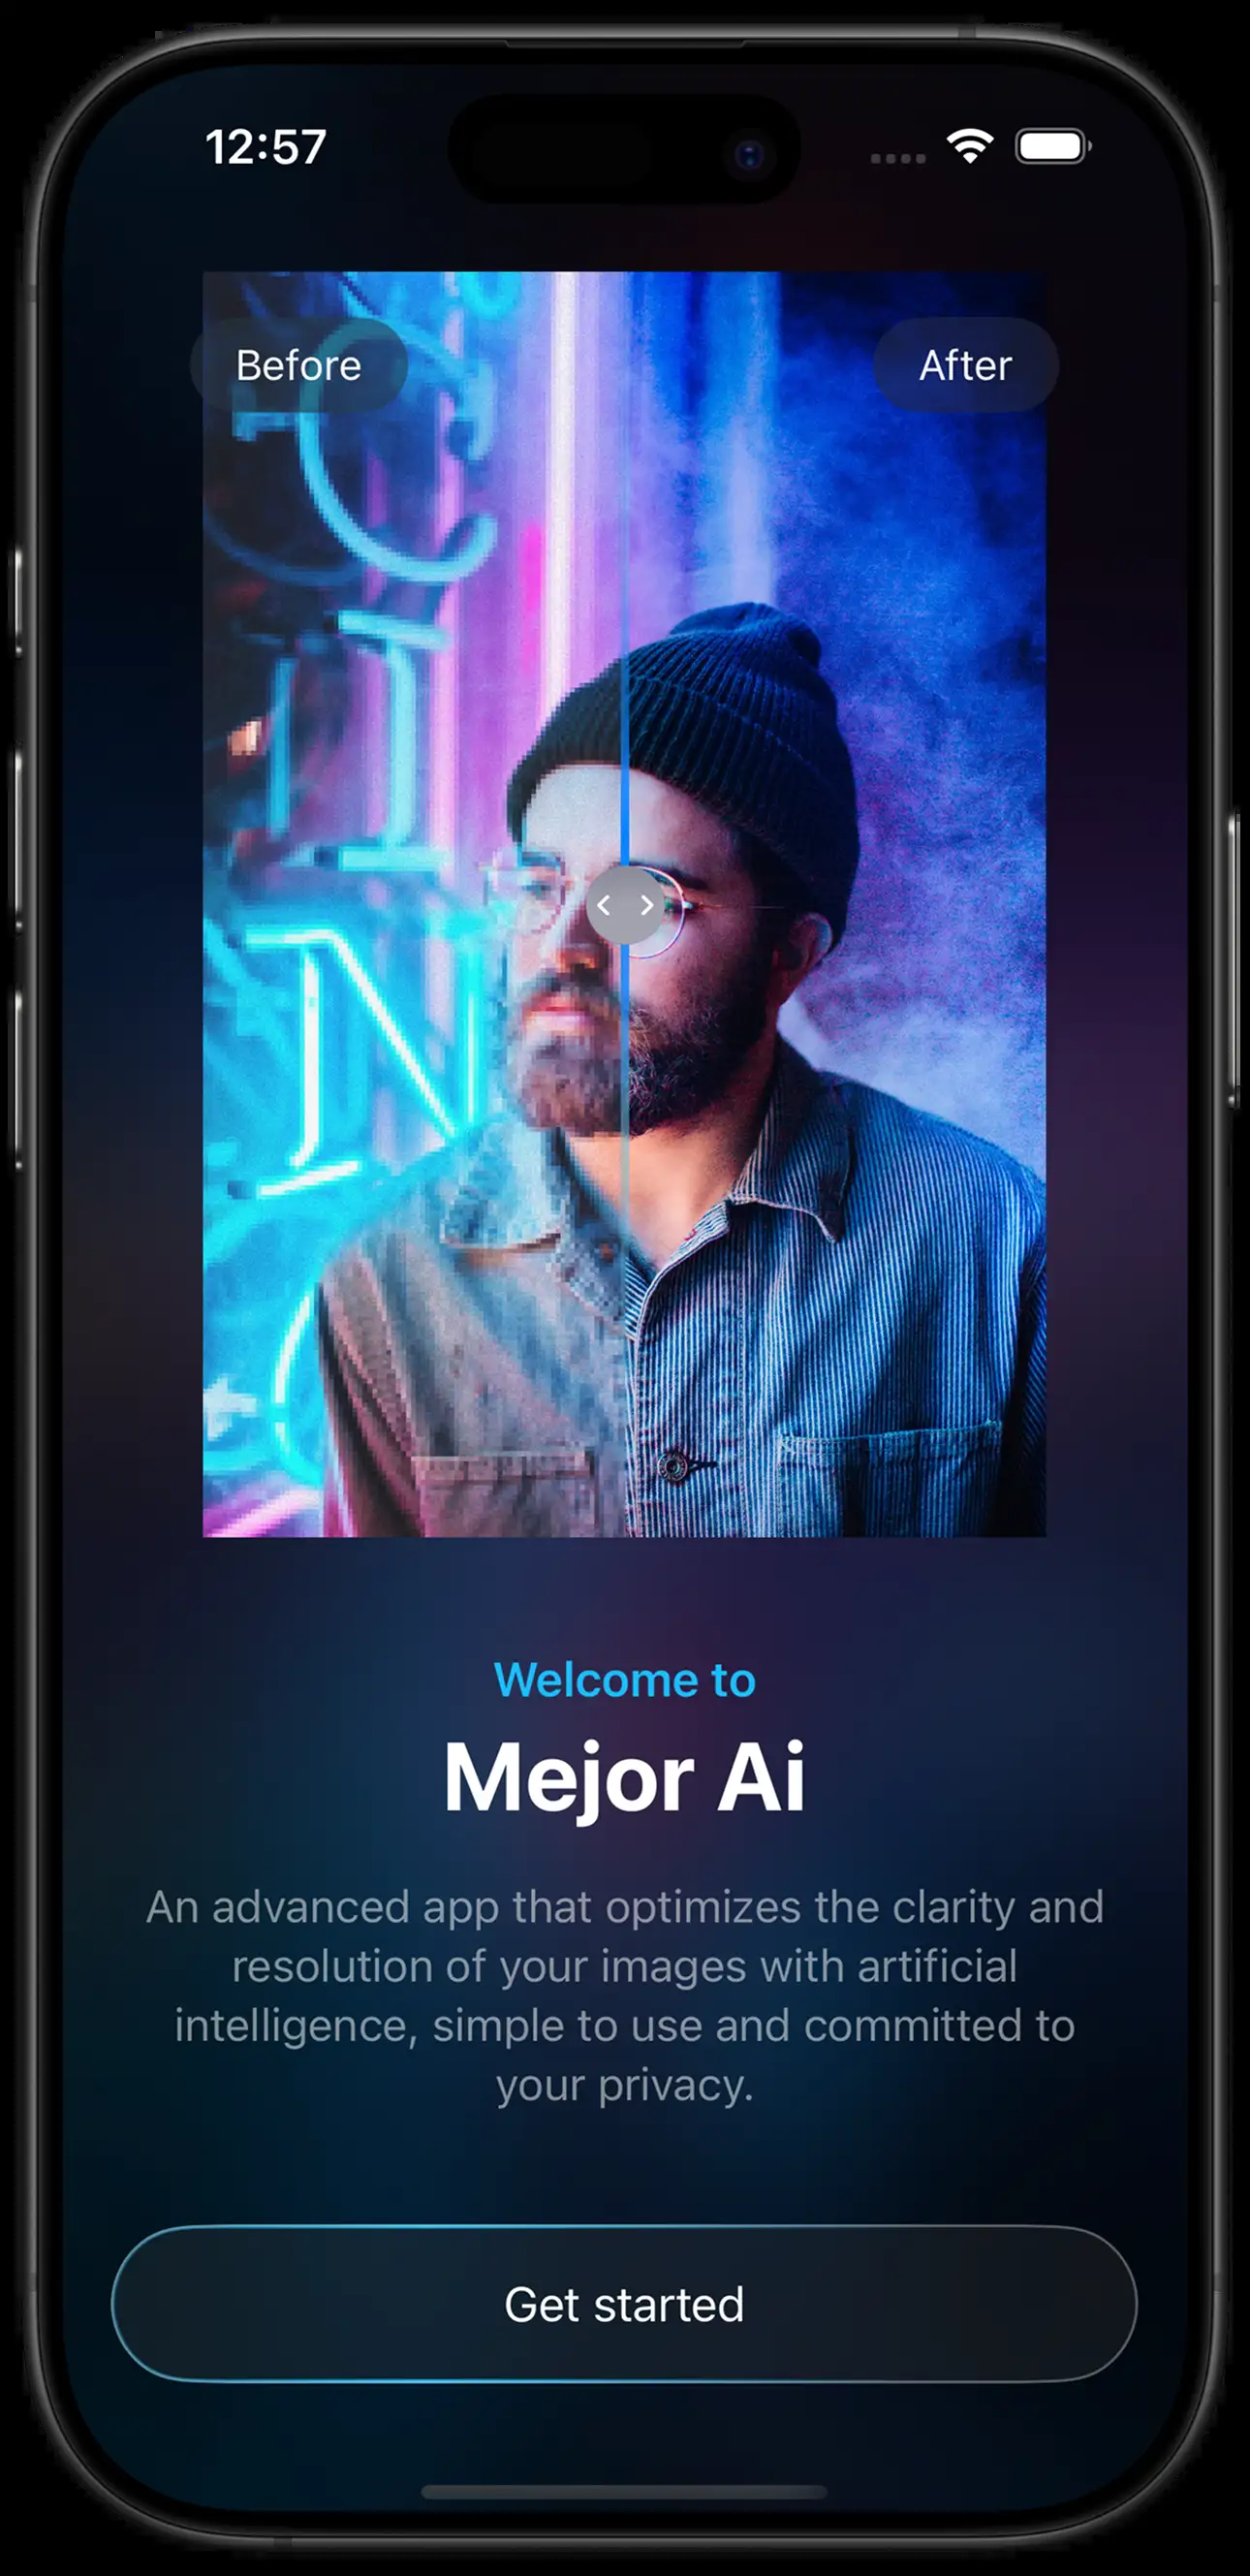 12:57
Before
After
N
Welcome to
Mejor Ai
An advanced app that optimizes the clarity and
resolution of your images with artificial
intelligence, simple to use and committed to
your privacy.
Get started